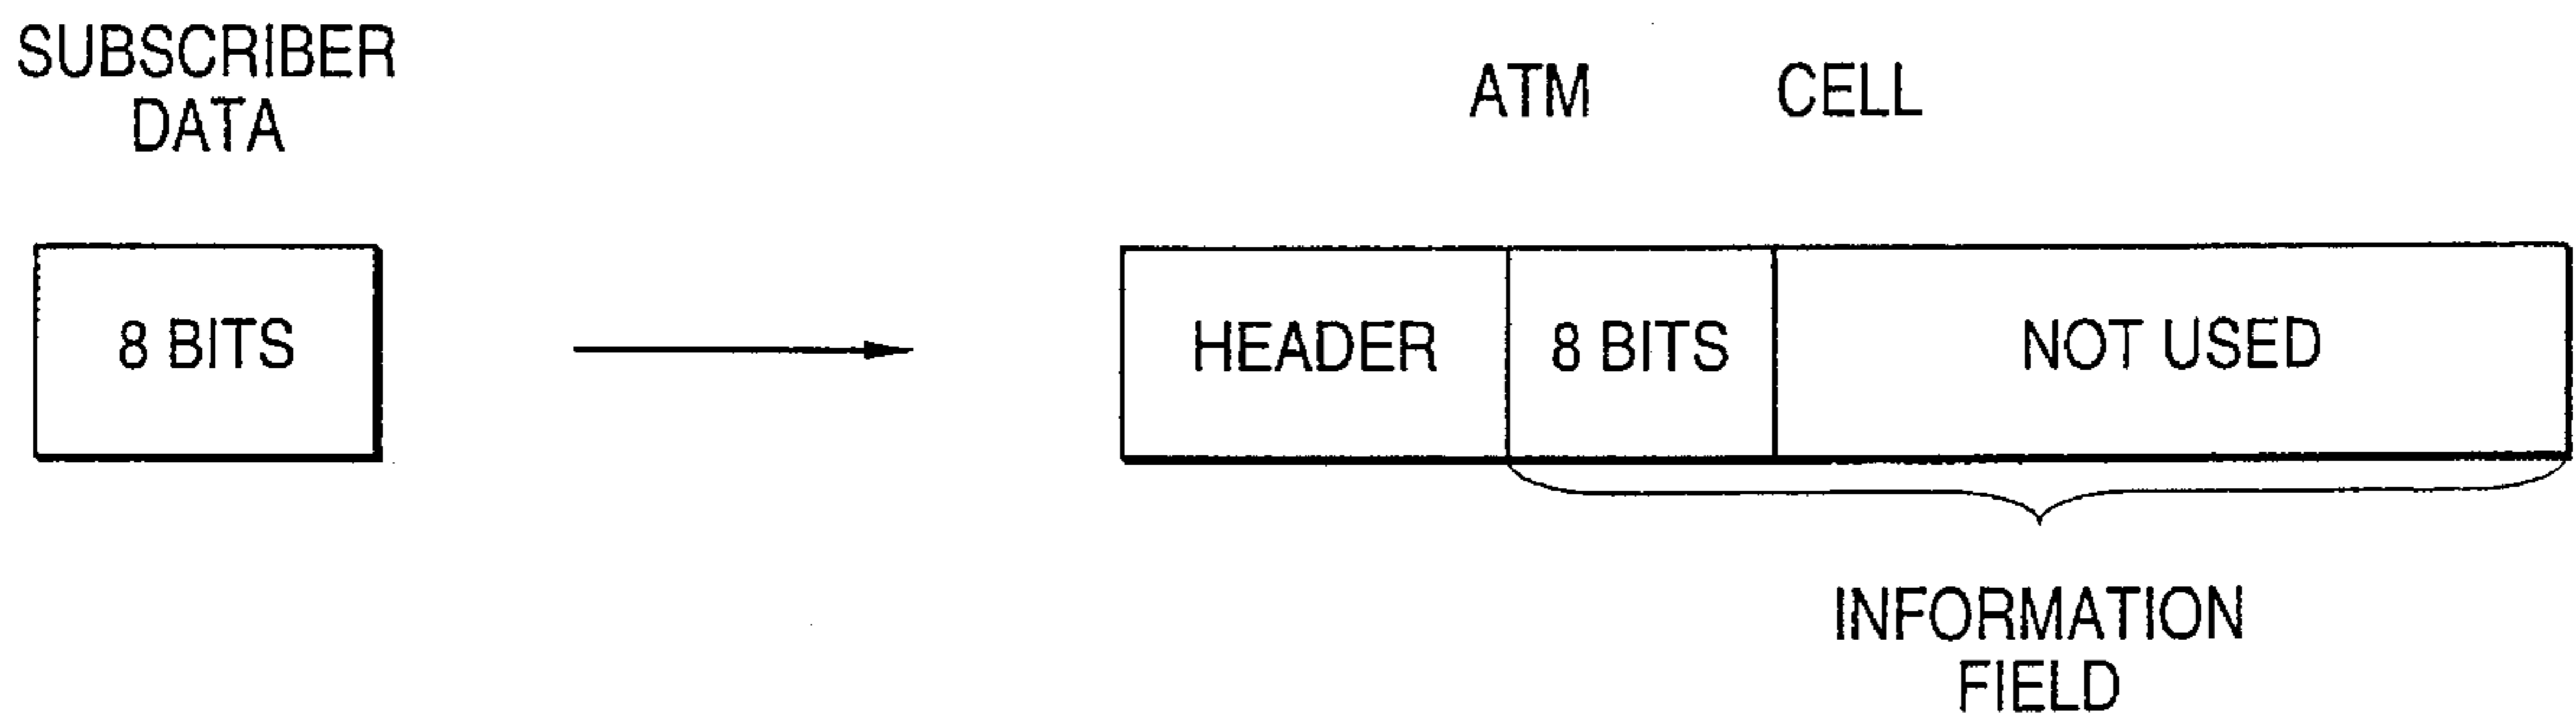 SUBSCRIBER
DATA
ATM CELL
8 BITS
HEADER
8 BITS
NOT USED
INFORMATION
FIELD